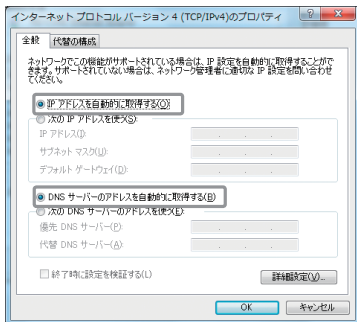 インターネット プロトコル バージョン 4 (TCP/IPv4)のプロパティ
全般 代替の構成
ネットワークでこの機能がサポートされている場合は、IP 設定を自動的に取得することがで
きます。サポートされていない場合は、ネットワーク管理者に適切な IP 設定を問い合わせ
てください。
IP アドレスを自動的に取得する(O)
次の IP アドレスを使う(S):
IP アドレス(I):
サブネット マスク(U):
デフォルト ゲートウェイ(D):
DNS サーバーのアドレスを自動的に取得する(B)
次の DNS サーバーのアドレスを使う(E):
優先 DNS サーバー(P):
代替 DNS サーバー(A):
終了時に設定を検証する(L)
詳細設定(V)...
OK キャンセル